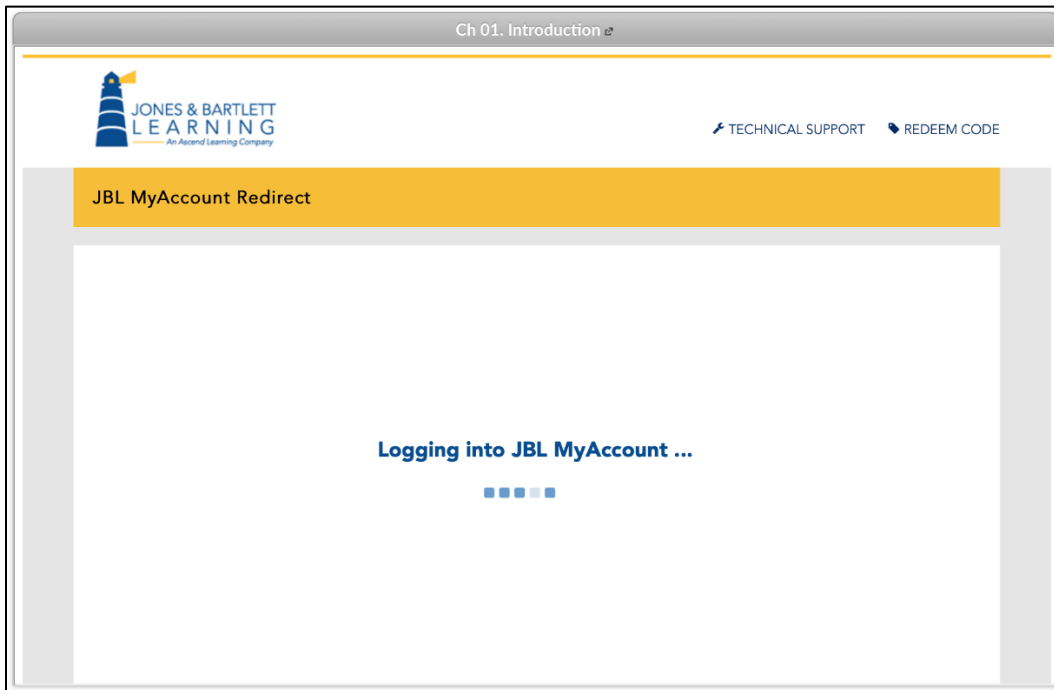 Ch 01. Introduction
JONES & BARTLETT
LEARNING
An Ascend Learning Company
TECHNICAL SUPPORT
REDEEM CODE
JBL MyAccount Redirect
Logging into JBL MyAccount ...